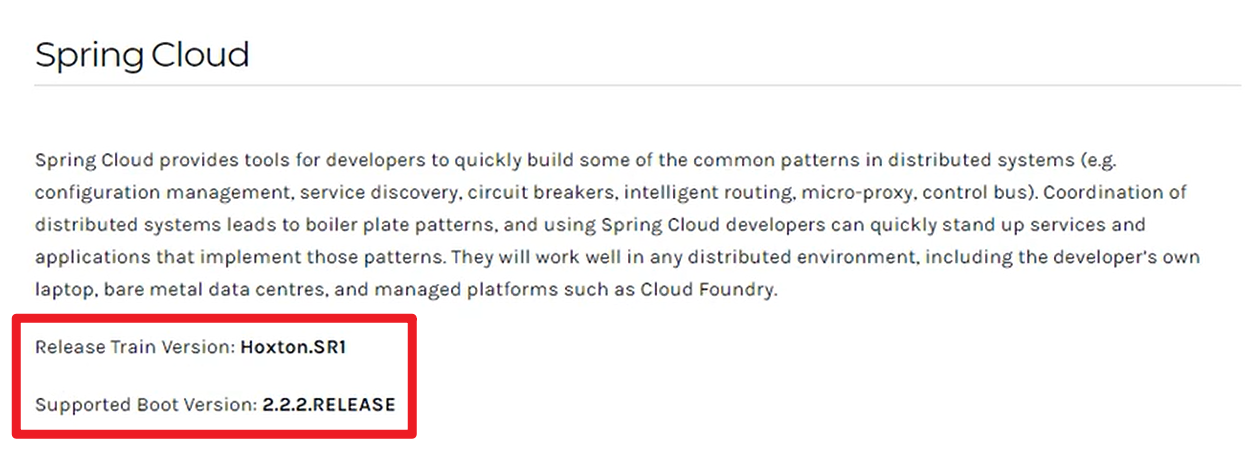 Spring Cloud
Spring Cloud provides tools for developers to quickly build some of the common patterns in distributed systems (e.g.
configuration management, service discovery, circuit breakers, intelligent routing, micro-proxy, control bus). Coordination of
distributed systems leads to boiler plate patterns, and using Spring Cloud developers can quickly stand up services and
applications that implement those patterns. They will work well in any distributed environment, including the developer's own
laptop, bare metal data centres, and managed platforms such as Cloud Foundry.
Release Train Version: Hoxton.SR1
Supported Boot Version: 2.2.2.RELEASE